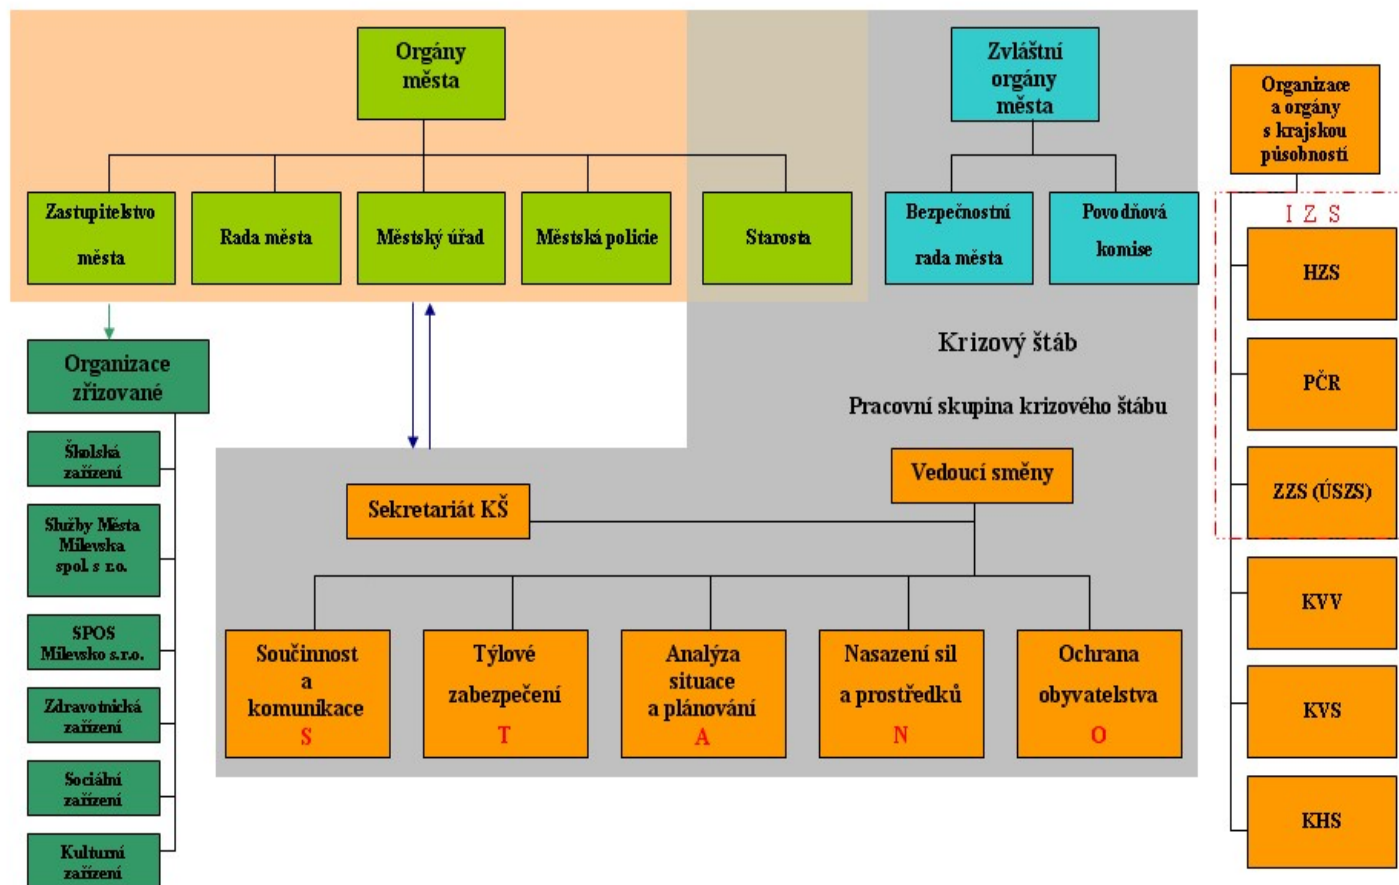 Orgány
města
Zvláštní
orgány
města
Organizace
a orgány
s krajskou
působností
Zastupitelstvo
města
Rada města
Městský úřad
Městská policie
Starosta
Bezpečnostní
rada města
Povodňová
komise
I Z S
HZS
PČR
ZZS (ÚSZS)
KVV
KVS
KHS
Organizace
zřizované
Školská
zařízení
Služby Města
Milevska
spol. s r.o.
SPOS
Milevsko s.r.o.
Zdravotnická
zařízení
Sociální
zařízení
Kulturní
zařízení
Krizový štáb
Pracovní skupina krizového štábu
Vedoucí směny
Sekretariát KŠ
Součinnost
a
komunikace
S
Týlové
zabezpečení
T
Analýza
situace
a plánování
A
Nasazení sil
a prostředků
N
Ochrana
obyvatelstva
O